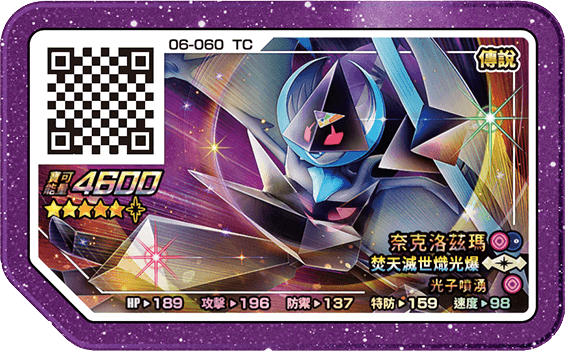 06-060 TC
傳說
寶可能量 4600
奈克洛茲瑪
焚天滅世熾光爆
光子噴湧
HP▶189 攻擊▶196 防禦▶137 特防▶159 速度▶98